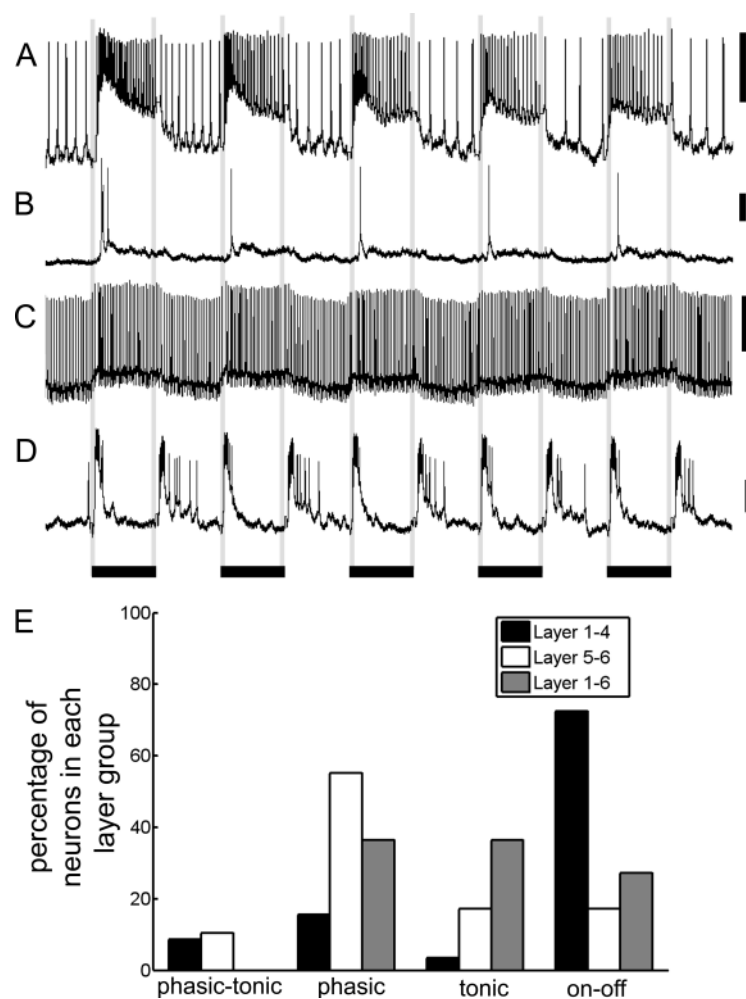 A
B
C
D
E
percentage of
neurons in each
layer group
100
80
60
40
20
0
Layer 1-4
Layer 5-6
Layer 1-6
phasic-tonic
phasic
tonic
on-off